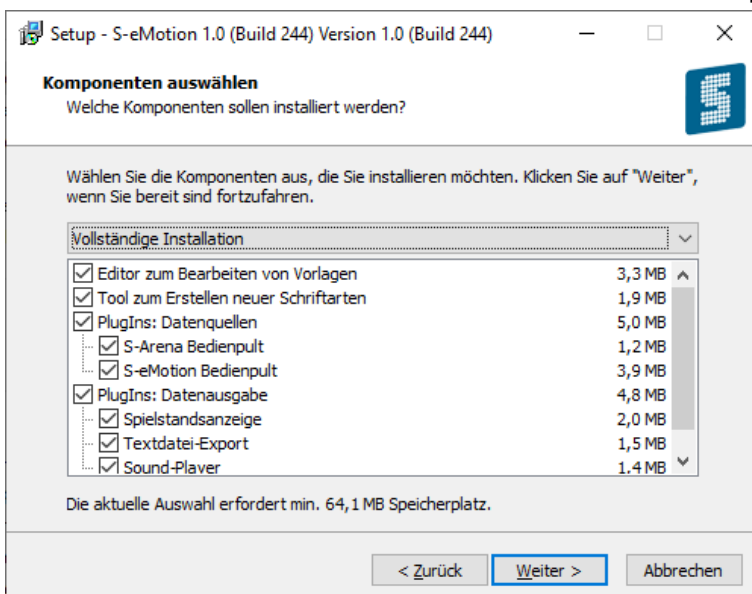 Setup - S-eMotion 1.0 (Build 244) Version 1.0 (Build 244)
Komponenten auswählen
Welche Komponenten sollen installiert werden?
Wählen Sie die Komponenten aus, die Sie installieren möchten. Klicken Sie auf "Weiter",
wenn Sie bereit sind fortzufahren.
Vollständige Installation
Editor zum Bearbeiten von Vorlagen 3,3 MB
Tool zum Erstellen neuer Schriftarten 1,9 MB
PlugIns: Datenquellen 5,0 MB
S-Arena Bedienpult 1,2 MB
S-eMotion Bedienpult 3,9 MB
PlugIns: Datenausgabe 4,8 MB
Spielstandsanzeige 2,0 MB
Textdatei-Export 1,5 MB
Sound-Player 1,4 MB
Die aktuelle Auswahl erfordert min. 64,1 MB Speicherplatz.
< Zurück Weiter > Abbrechen